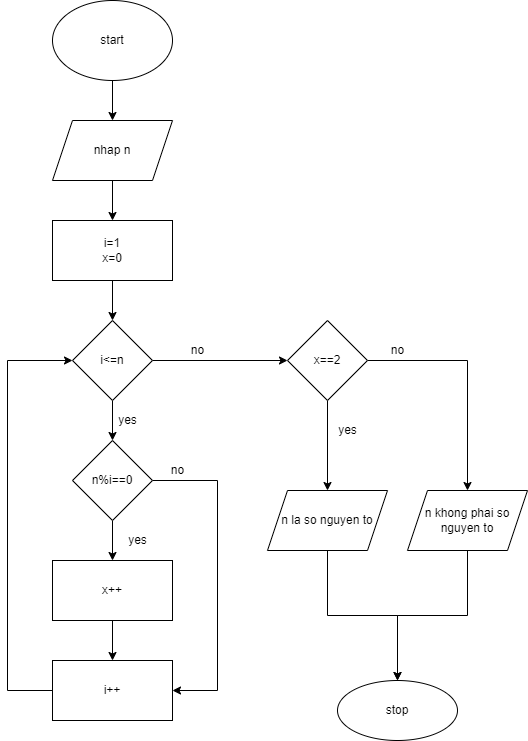 start
nhap n
i=1
x=0
i<=n
no
x==2
no
yes
yes
n%i==0
no
n la so nguyen to
n khong phai so
nguyen to
yes
x++
i++
stop